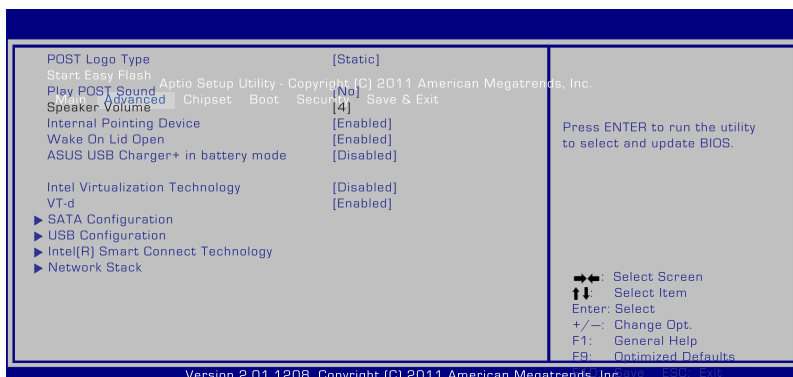 Aptio Setup Utility - Copyright (C) 2011 American Megatrends, Inc.
Main Advanced Chipset Boot Security Save & Exit
POST Logo Type [Static]
Start Easy Flash
Play POST Sound [No]
Speaker Volume [4]
Internal Pointing Device [Enabled]
Wake On Lid Open [Enabled]
ASUS USB Charger+ in battery mode [Disabled]
Intel Virtualization Technology [Disabled]
VT-d [Enabled]
▶ SATA Configuration
▶ USB Configuration
▶ Intel(R) Smart Connect Technology
▶ Network Stack
Press ENTER to run the utility
to select and update BIOS.
→←: Select Screen
↑↓: Select Item
Enter: Select
+/—: Change Opt.
F1: General Help
F9: Optimized Defaults
F10: Save ESC: Exit
Version 2.01.1208. Copyright (C) 2011 American Megatrends, Inc.